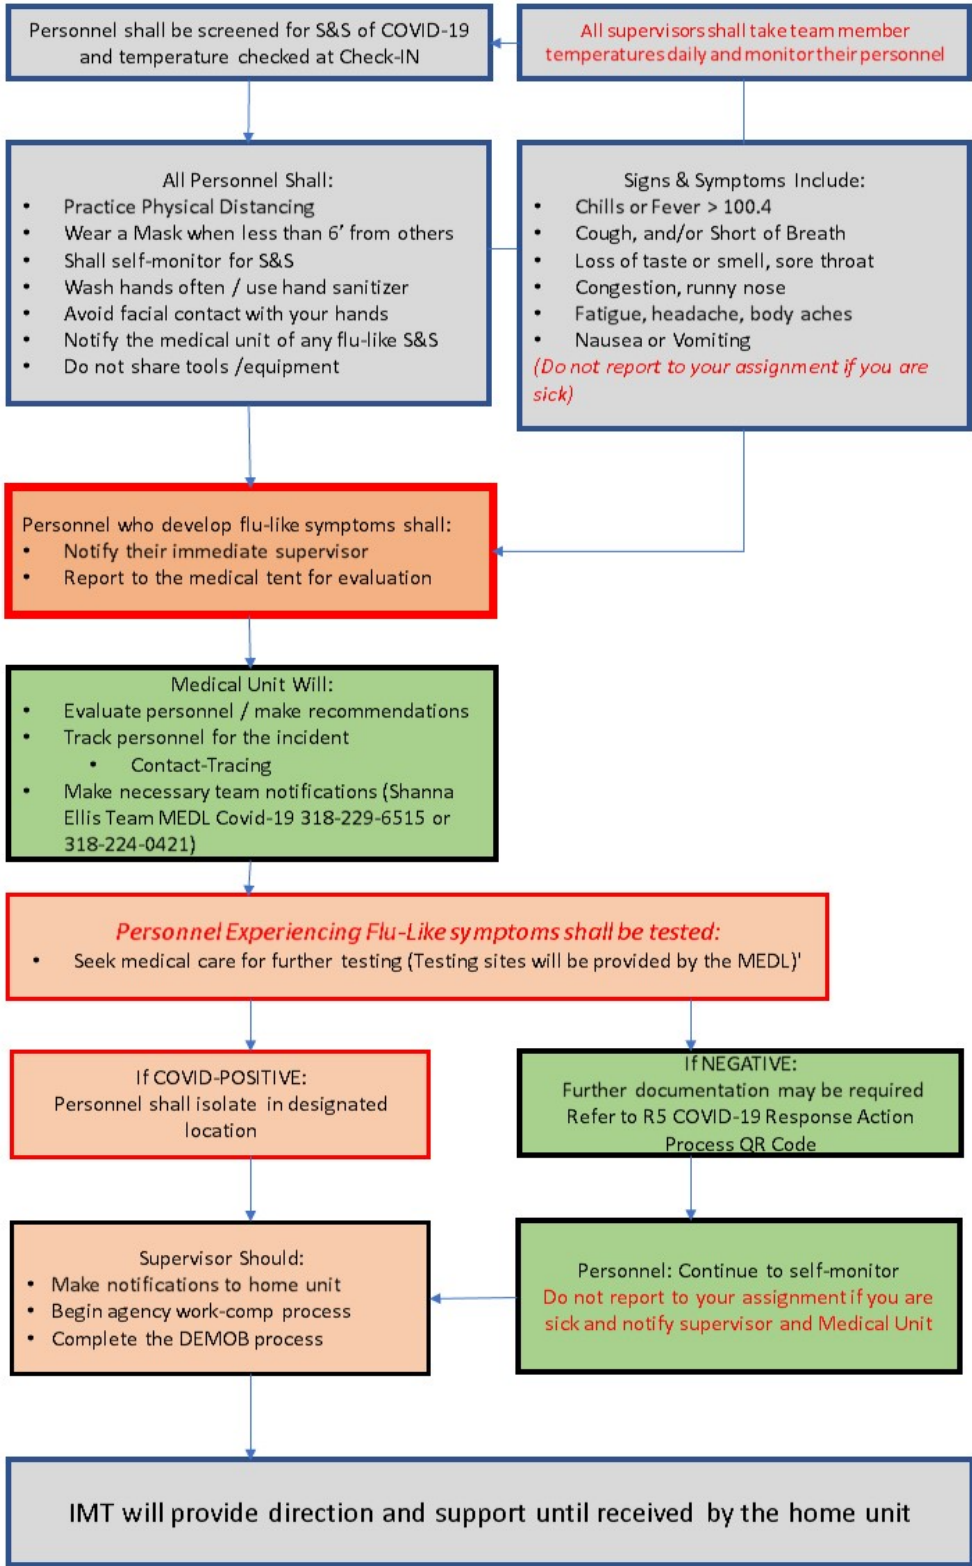 Personnel shall be screened for S&S of COVID-19
and temperature checked at Check-IN
All supervisors shall take team member
temperatures daily and monitor their personnel
All Personnel Shall:
• Practice Physical Distancing
• Wear a Mask when less than 6' from others
• Shall self-monitor for S&S
• Wash hands often / use hand sanitizer
• Avoid facial contact with your hands
• Notify the medical unit of any flu-like S&S
• Do not share tools /equipment
Signs & Symptoms Include:
• Chills or Fever > 100.4
• Cough, and/or Short of Breath
• Loss of taste or smell, sore throat
• Congestion, runny nose
• Fatigue, headache, body aches
• Nausea or Vomiting
(Do not report to your assignment if you are
sick)
Personnel who develop flu-like symptoms shall:
• Notify their immediate supervisor
• Report to the medical tent for evaluation
Medical Unit Will:
• Evaluate personnel / make recommendations
• Track personnel for the incident
• Contact-Tracing
• Make necessary team notifications (Shanna
Ellis Team MEDL Covid-19 318-229-6515 or
318-224-0421)
Personnel Experiencing Flu-Like symptoms shall be tested:
• Seek medical care for further testing (Testing sites will be provided by the MEDL)'
If COVID-POSITIVE:
Personnel shall isolate in designated
location
If NEGATIVE:
Further documentation may be required
Refer to R5 COVID-19 Response Action
Process QR Code
Supervisor Should:
• Make notifications to home unit
• Begin agency work-comp process
• Complete the DEMOB process
Personnel: Continue to self-monitor
Do not report to your assignment if you are
sick and notify supervisor and Medical Unit
IMT will provide direction and support until received by the home unit